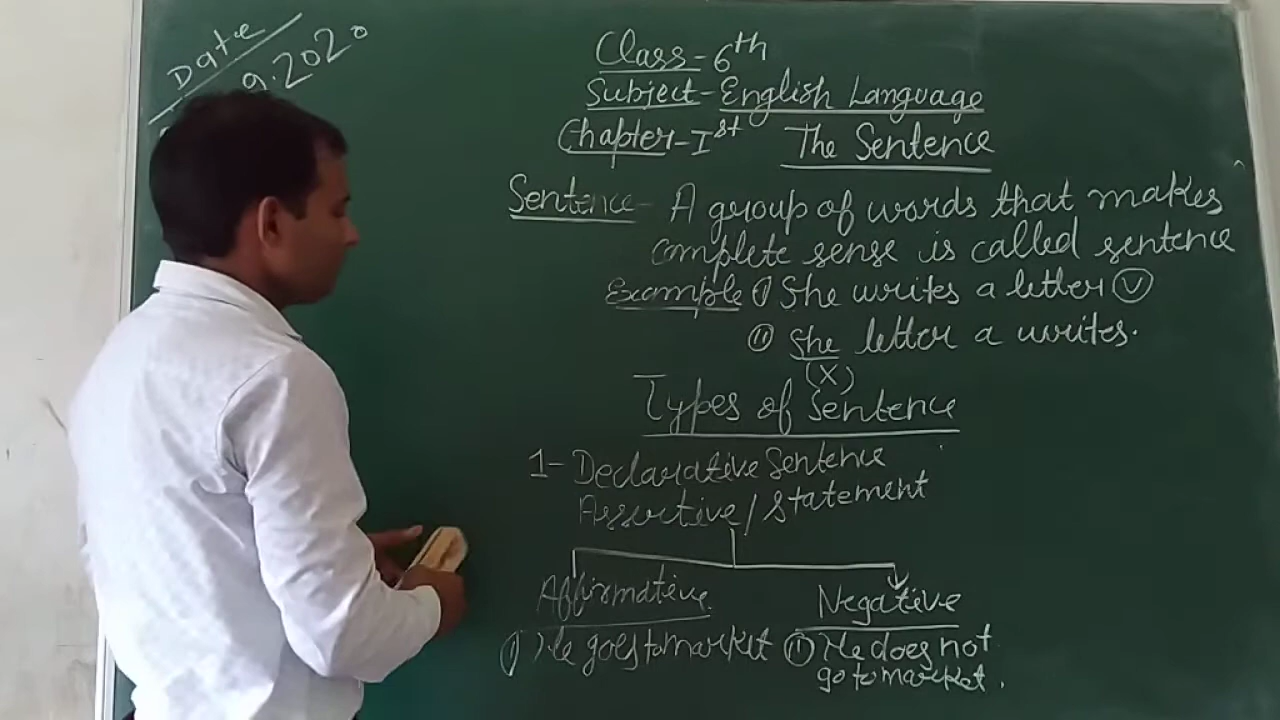 Date
9.2020
Class-6th
Subject-English Language
Chapter-Ist The Sentence
Sentence- A group of words that makes
complete sense is called sentence
Example (i) She writes a letter (✓)
(ii) She letter a writes.
(X)
Types of Sentence
1- Declarative Sentence
Assertive/Statement
Affirmative Negative
(i) He goes to market (ii) He does not
go to market.